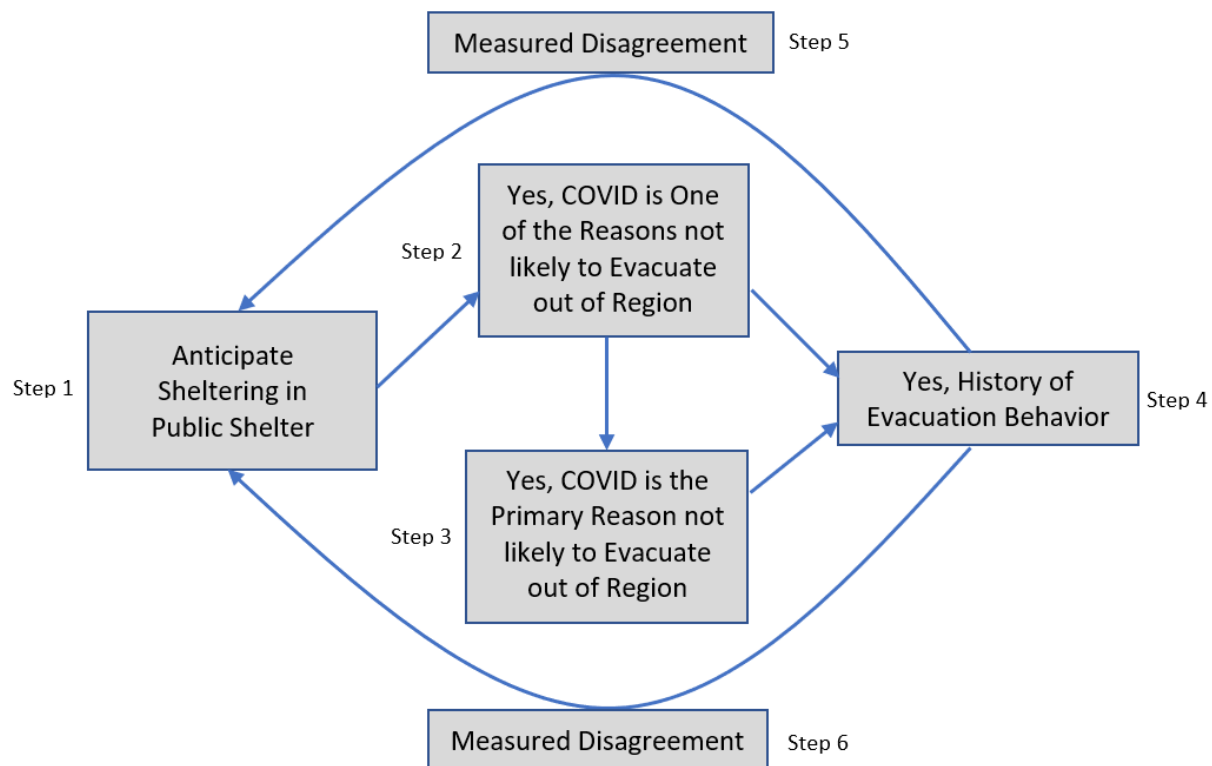 Measured Disagreement
Step 5
Yes, COVID is One
of the Reasons not
likely to Evacuate
out of Region
Step 2
Anticipate
Sheltering in
Public Shelter
Step 1
Yes, History of
Evacuation Behavior
Step 4
Yes, COVID is the
Primary Reason not
likely to Evacuate
out of Region
Step 3
Measured Disagreement
Step 6